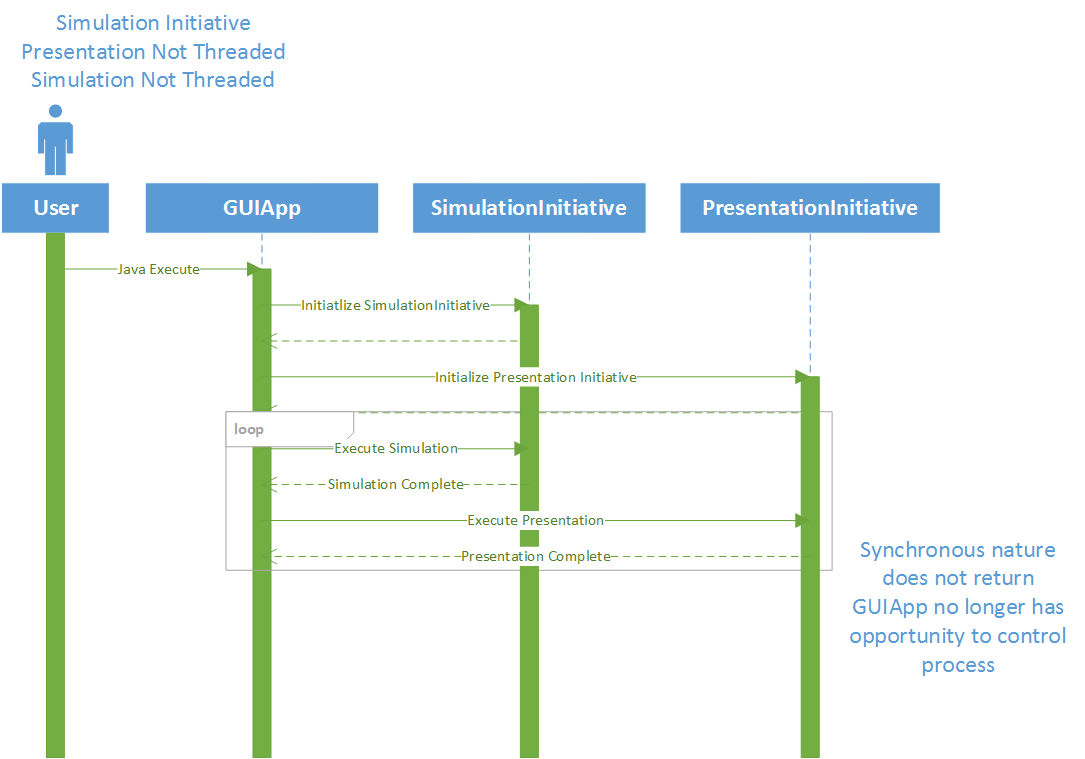 Simulation Initiative
Presentation Not Threaded
Simulation Not Threaded
User
GUIApp
SimulationInitiative
PresentationInitiative
Java Execute
Initiatlize SimulationInitiative
Initialize Presentation Initiative
loop
Execute Simulation
Simulation Complete
Execute Presentation
Presentation Complete
Synchronous nature
does not return
GUIApp no longer has
opportunity to control
process